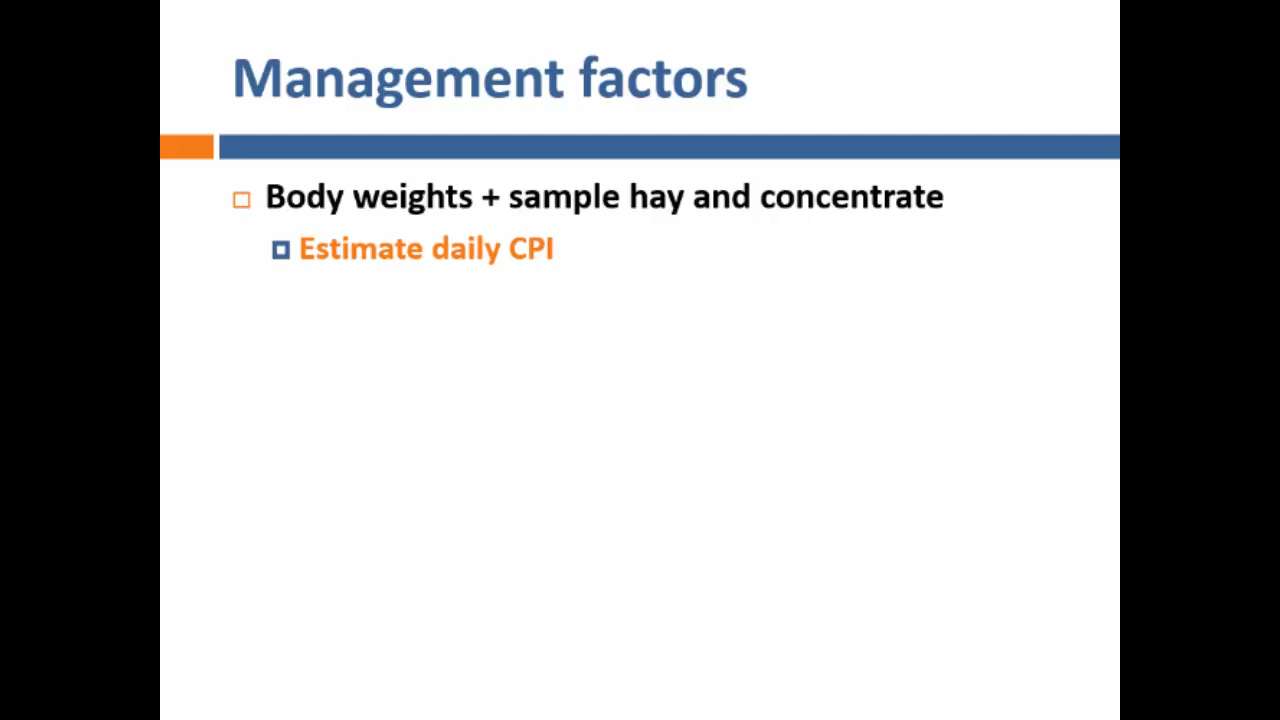 Management factors
Body weights + sample hay and concentrate
Estimate daily CPI